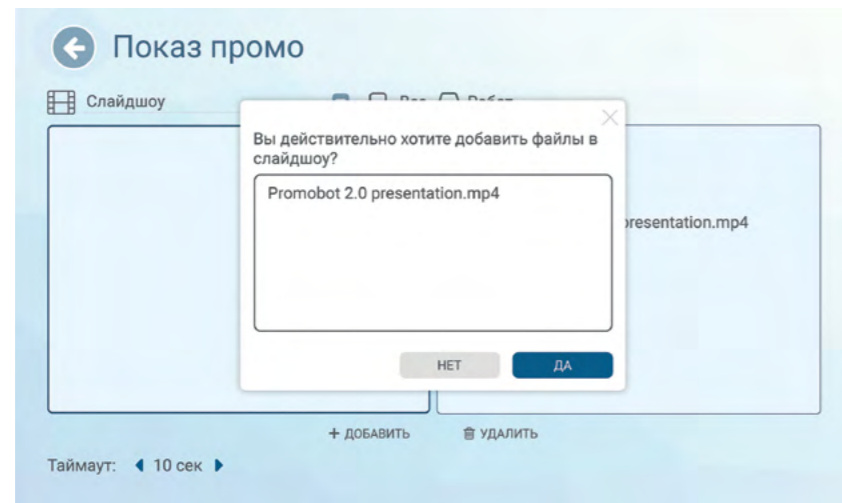 Показ промо
Слайдшоу
Вы действительно хотите добавить файлы в
слайдшоу?
Promobot 2.0 presentation.mp4
presentation.mp4
НЕТ
ДА
+ ДОБАВИТЬ
УДАЛИТЬ
Таймаут: 10 сек